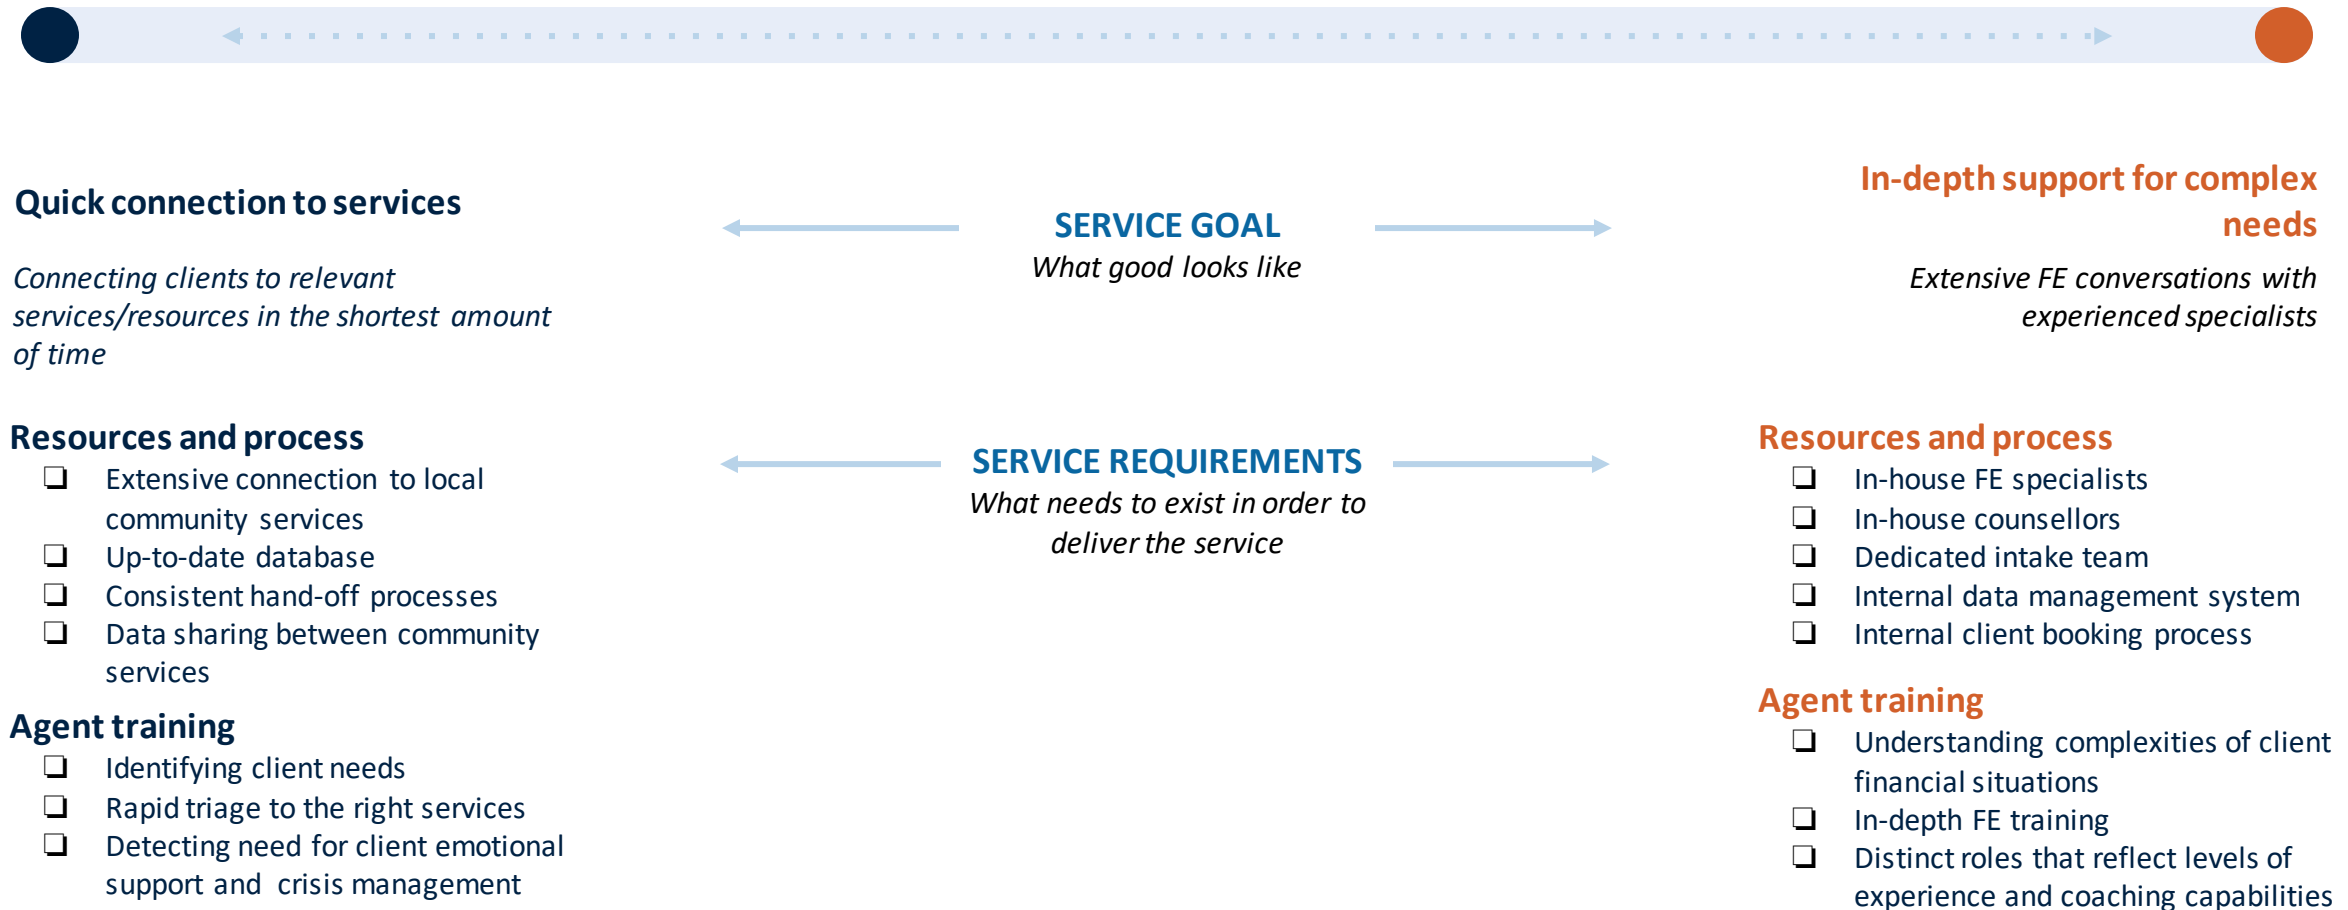 Quick connection to services
Connecting clients to relevant
services/resources in the shortest amount
of time
SERVICE GOAL
What good looks like
In-depth support for complex
needs
Extensive FE conversations with
experienced specialists
Resources and process
❏ Extensive connection to local
community services
❏ Up-to-date database
❏ Consistent hand-off processes
❏ Data sharing between community
services
Agent training
❏ Identifying client needs
❏ Rapid triage to the right services
❏ Detecting need for client emotional
support and crisis management
SERVICE REQUIREMENTS
What needs to exist in order to
deliver the service
Resources and process
❏ In-house FE specialists
❏ In-house counsellors
❏ Dedicated intake team
❏ Internal data management system
❏ Internal client booking process
Agent training
❏ Understanding complexities of client
financial situations
❏ In-depth FE training
❏ Distinct roles that reflect levels of
experience and coaching capabilities